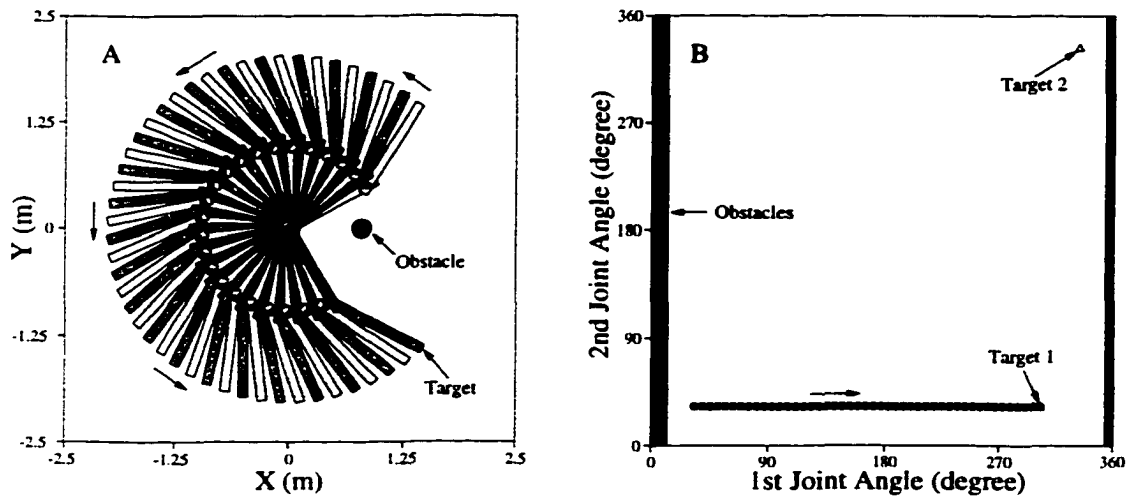 A
2.5
1.25
0
-1.25
-2.5
Y (m)
-2.5
-1.25
0
1.25
2.5
X (m)
Obstacle
Target
B
360
270
180
90
0
2nd Joint Angle (degree)
0
90
180
270
360
1st Joint Angle (degree)
Target 2
Obstacles
Target 1